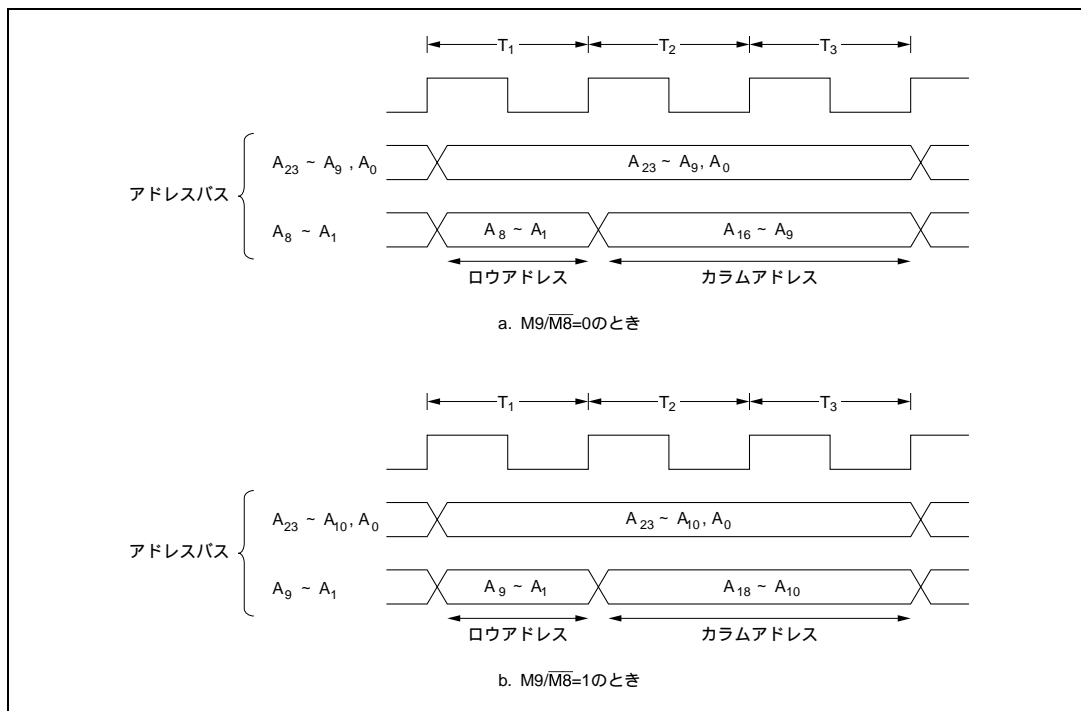 T₁ T₂ T₃
A₂₃ ~ A₉ , A₀ A₂₃ ~ A₉, A₀
アドレスバス
A₈ ~ A₁ A₈ ~ A₁ A₁₆ ~ A₉
ロウアドレス カラムアドレス
a. M9/M̅8̅=0のとき
T₁ T₂ T₃
A₂₃ ~ A₁₀, A₀ A₂₃ ~ A₁₀, A₀
アドレスバス
A₉ ~ A₁ A₉ ~ A₁ A₁₈ ~ A₁₀
ロウアドレス カラムアドレス
b. M9/M̅8̅=1のとき